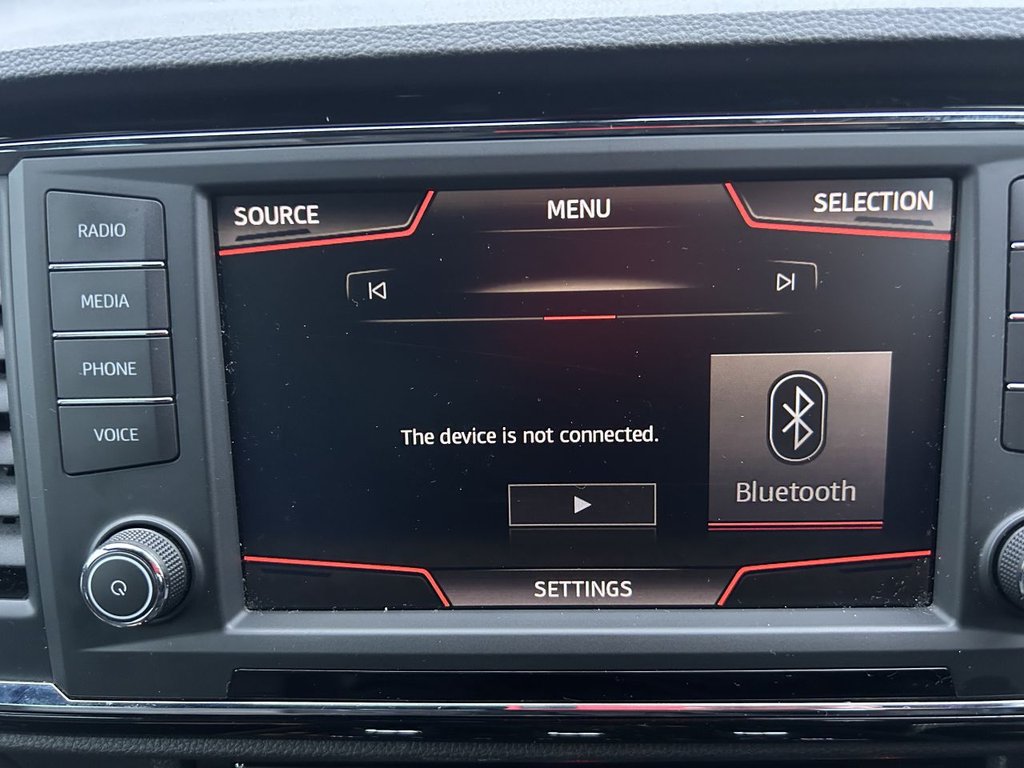 SOURCE
MENU
SELECTION
RADIO
MEDIA
PHONE
VOICE
The device is not connected.
Bluetooth
SETTINGS